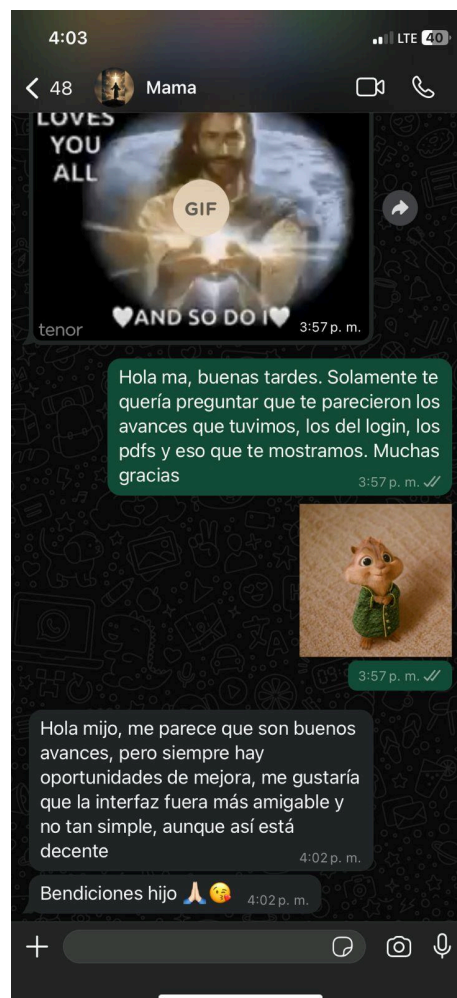 4:03
LTE 40
48
Mama
LOVES
YOU
ALL
GIF
🤍AND SO DO I🤍
tenor
3:57 p. m.
Hola ma, buenas tardes. Solamente te
quería preguntar que te parecieron los
avances que tuvimos, los del login, los
pdfs y eso que te mostramos. Muchas
gracias
3:57 p. m.
3:57 p. m.
Hola mijo, me parece que son buenos
avances, pero siempre hay
oportunidades de mejora, me gustaría
que la interfaz fuera más amigable y
no tan simple, aunque así está
decente
4:02 p. m.
Bendiciones hijo 🙏🏻😘
4:02 p. m.